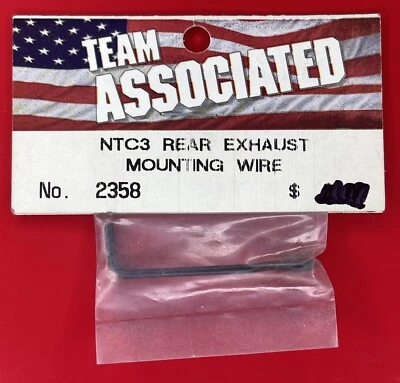 TEAM
ASSOCIATED
NTC3 REAR EXHAUST
MOUNTING WIRE
No. 2358 $